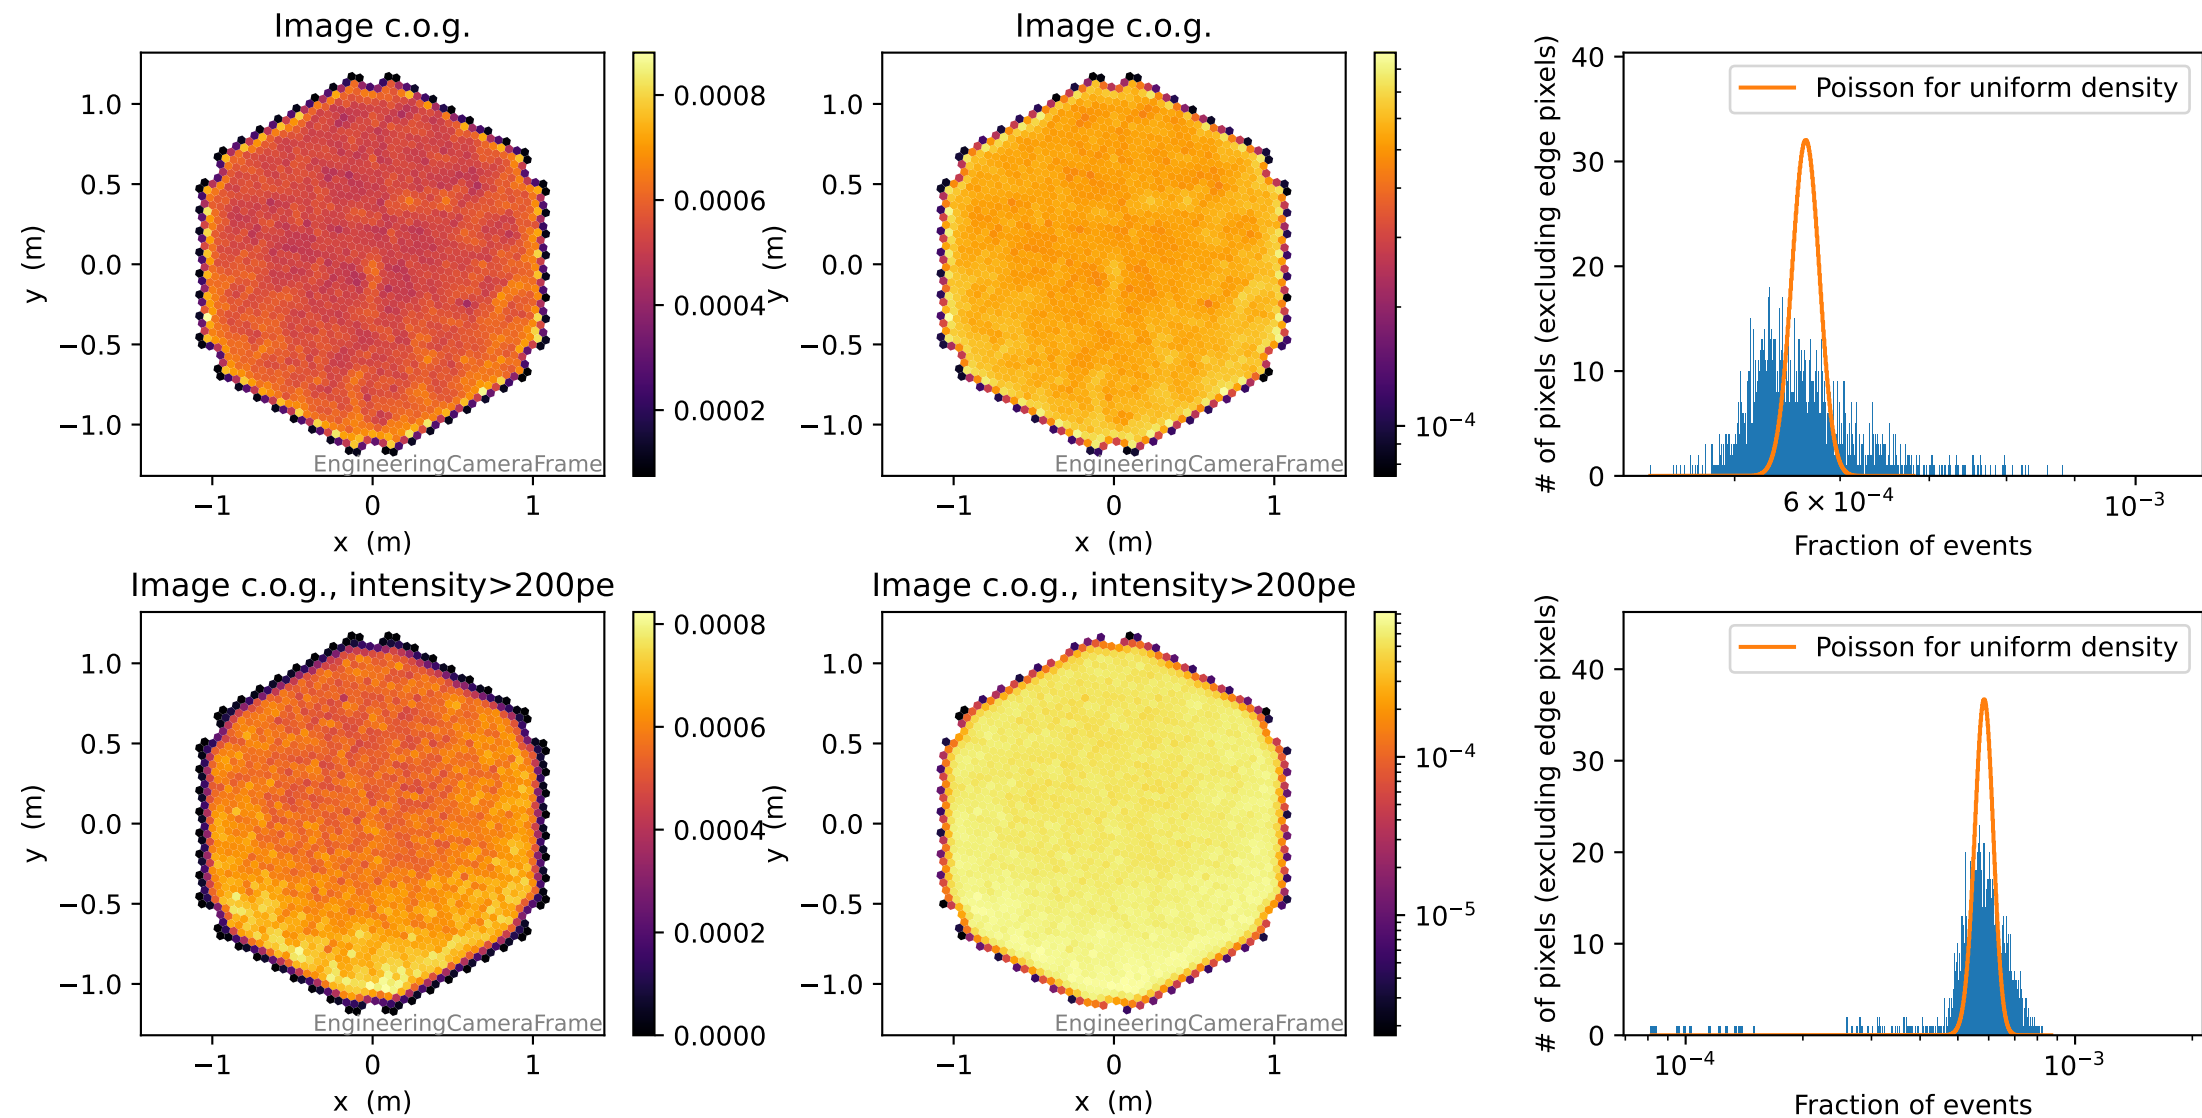 Image c.o.g.
1.0
0.5
0.0
−0.5
−1.0
y (m)
−1
0
1
x (m)
EngineeringCameraFrame
0.0008
0.0006
0.0004
0.0002
Image c.o.g.
1.0
0.5
0.0
−0.5
−1.0
y (m)
−1
0
1
x (m)
EngineeringCameraFrame
10⁻⁴
40
30
20
10
0
# of pixels (excluding edge pixels)
Poisson for uniform density
6 × 10⁻⁴
10⁻³
Fraction of events
Image c.o.g., intensity>200pe
1.0
0.5
0.0
−0.5
−1.0
y (m)
−1
0
1
x (m)
EngineeringCameraFrame
0.0008
0.0006
0.0004
0.0002
0.0000
Image c.o.g., intensity>200pe
1.0
0.5
0.0
−0.5
−1.0
y (m)
−1
0
1
x (m)
EngineeringCameraFrame
10⁻⁴
10⁻⁵
40
30
20
10
0
# of pixels (excluding edge pixels)
Poisson for uniform density
10⁻⁴
10⁻³
Fraction of events